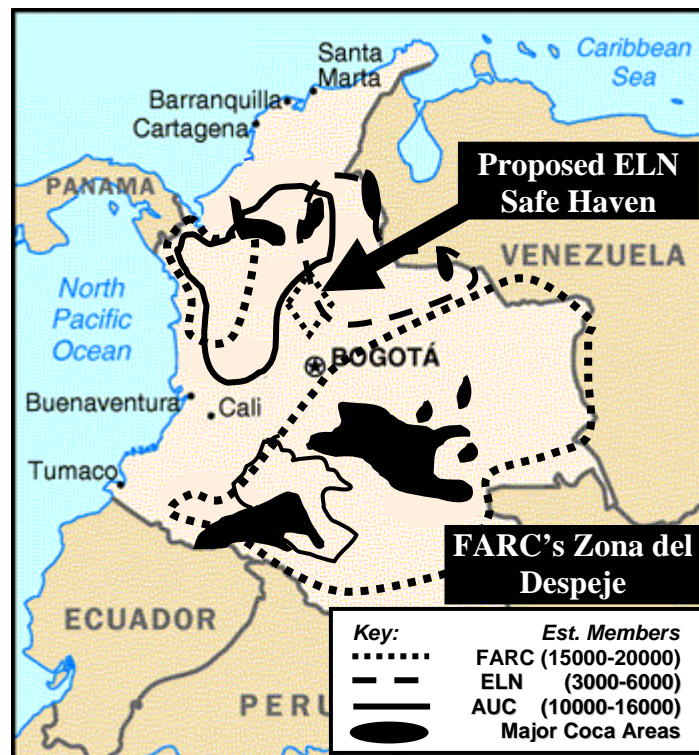 Caribbean
Sea
Santa
Marta
Barranquilla
Cartagena
PANAMA
Proposed ELN
Safe Haven
VENEZUELA
North
Pacific
Ocean
BOGOTÁ
Buenaventura
Cali
Tumaco
FARC's Zona del
Despeje
ECUADOR
PERU
Key: Est. Members
FARC (15000-20000)
ELN (3000-6000)
AUC (10000-16000)
Major Coca Areas